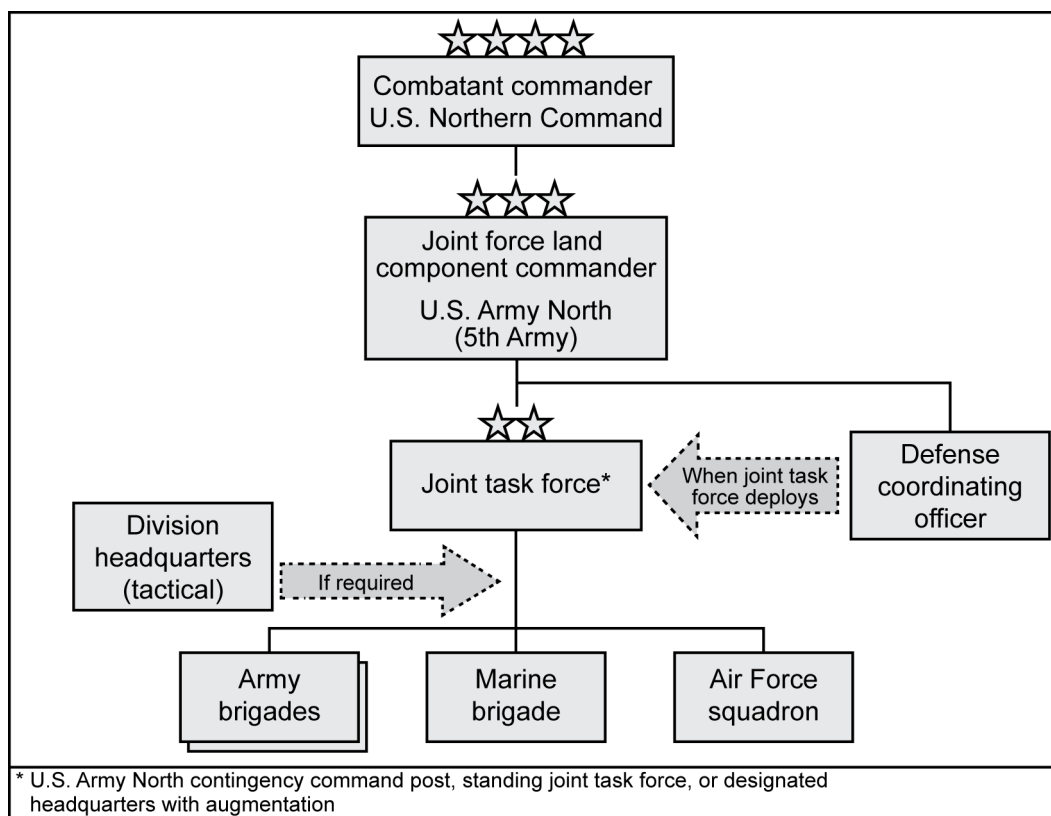 Combatant commander
U.S. Northern Command
Joint force land
component commander
U.S. Army North
(5th Army)
Joint task force*
When joint task
force deploys
Defense
coordinating
officer
Division
headquarters
(tactical)
If required
Army
brigades
Marine
brigade
Air Force
squadron
* U.S. Army North contingency command post, standing joint task force, or designated
headquarters with augmentation